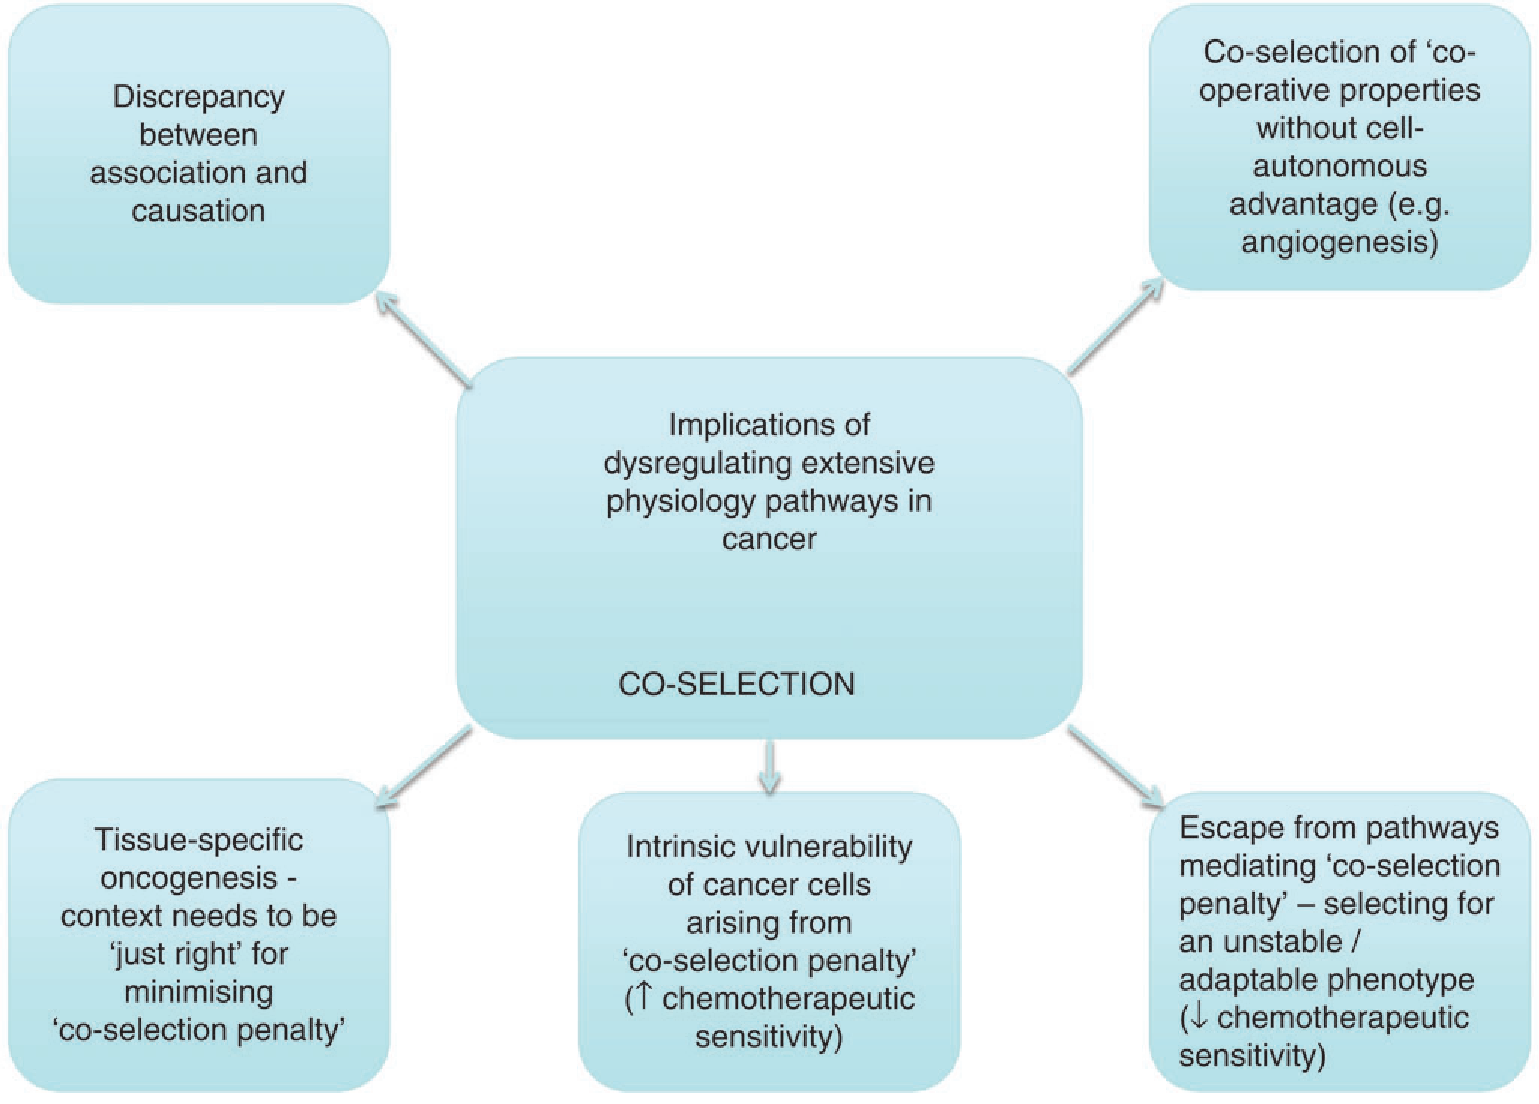 Discrepancy
between
association and
causation
Co-selection of ‘co-
operative properties
without cell-
autonomous
advantage (e.g.
angiogenesis)
Implications of
dysregulating extensive
physiology pathways in
cancer
CO-SELECTION
Tissue-specific
oncogenesis -
context needs to be
‘just right’ for
minimising
‘co-selection penalty’
Intrinsic vulnerability
of cancer cells
arising from
‘co-selection penalty’
(↑ chemotherapeutic
sensitivity)
Escape from pathways
mediating ‘co-selection
penalty’ – selecting for
an unstable /
adaptable phenotype
(↓ chemotherapeutic
sensitivity)